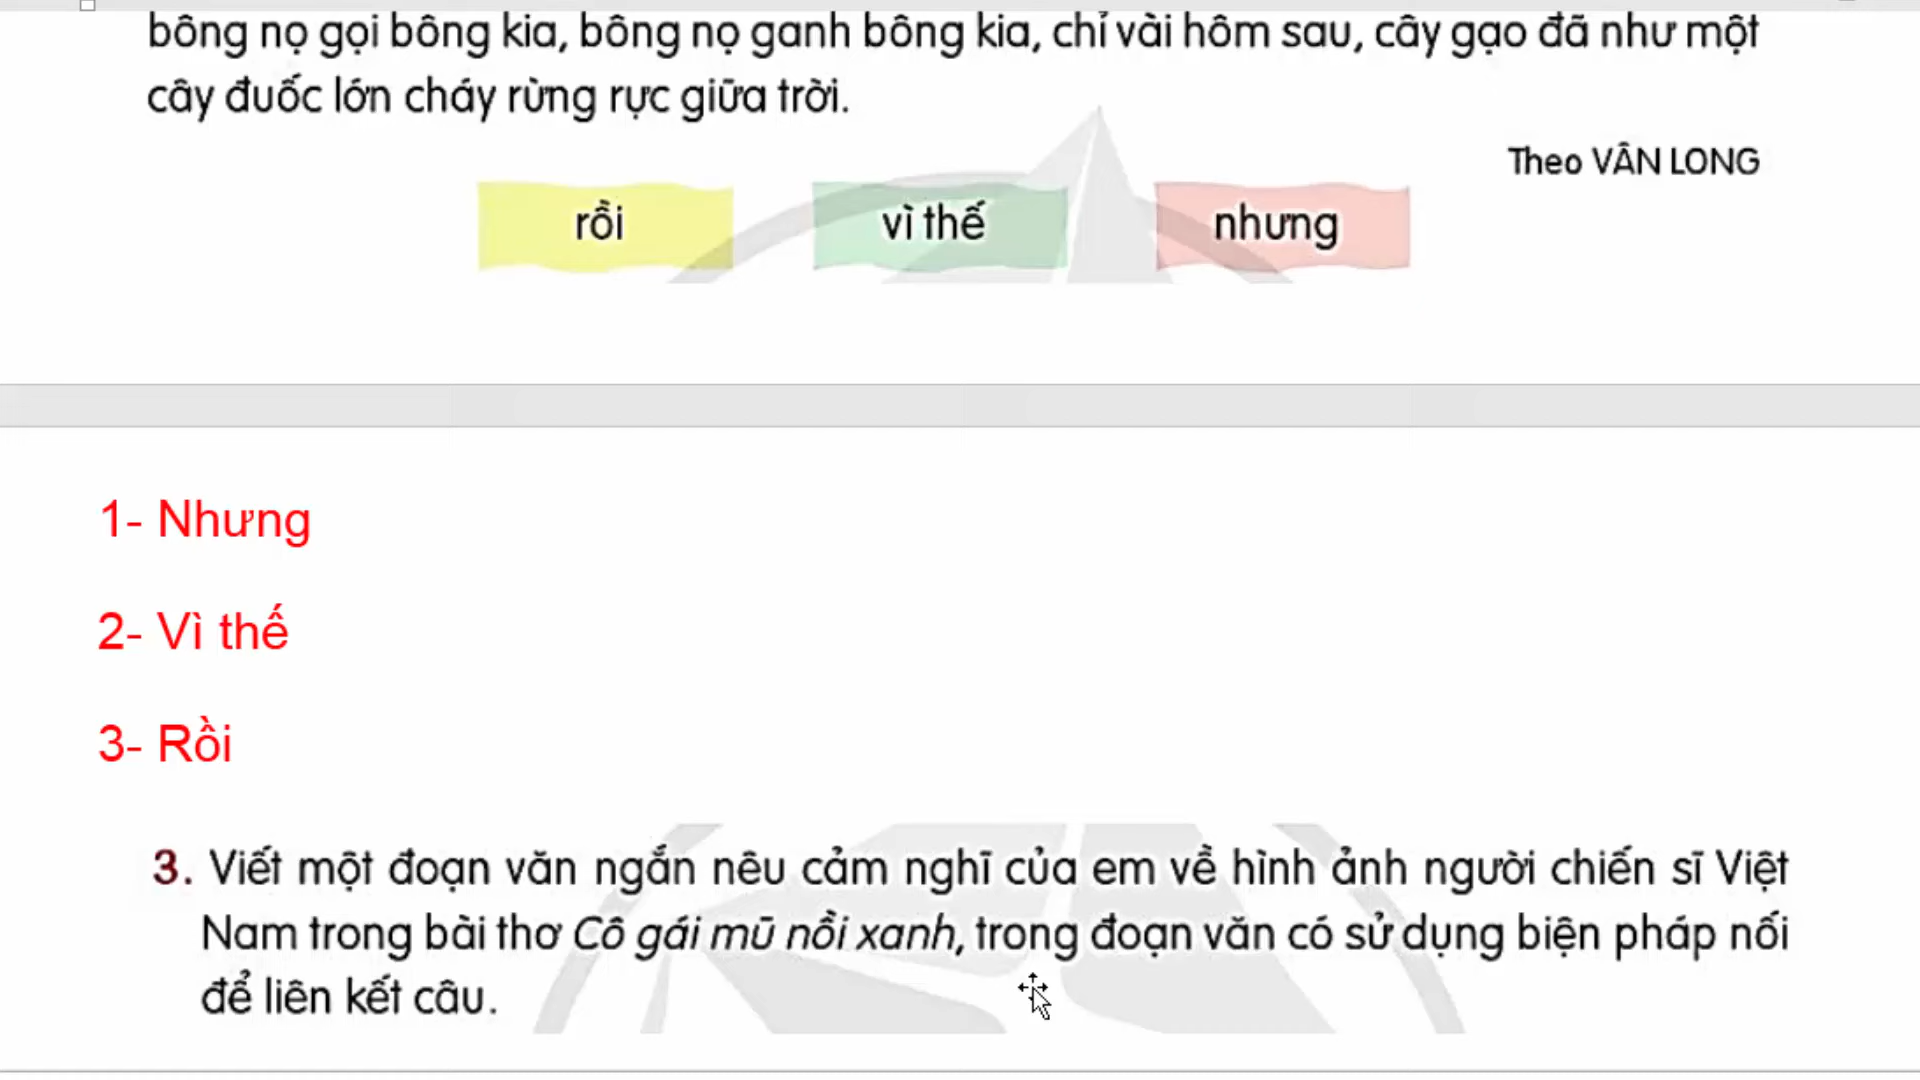 bông nọ gọi bông kia, bông nọ ganh bông kia, chỉ vài hôm sau, cây gạo đã như một
cây đuốc lớn cháy rừng rực giữa trời.
Theo VÂN LONG
rồi vì thế nhưng
1- Nhưng
2- Vì thế
3- Rồi
3. Viết một đoạn văn ngắn nêu cảm nghĩ của em về hình ảnh người chiến sĩ Việt
Nam trong bài thơ Cô gái mũ nồi xanh, trong đoạn văn có sử dụng biện pháp nối
để liên kết câu.